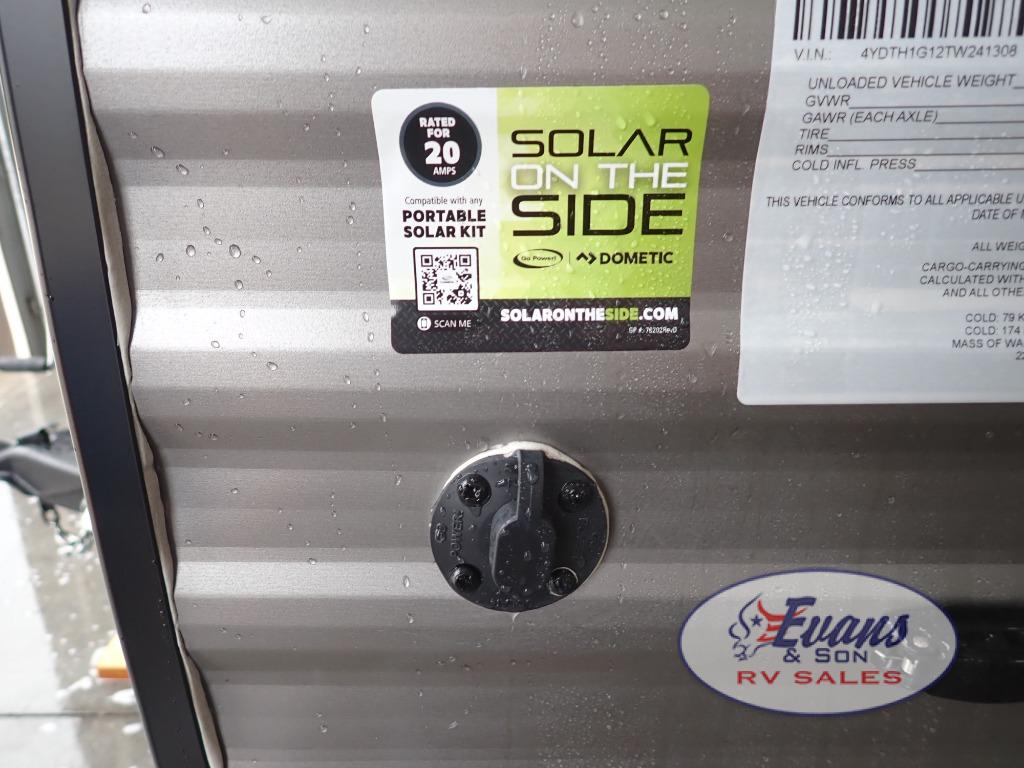 RATED
FOR
20
AMPS
Compatible with any
PORTABLE
SOLAR KIT
SCAN ME
SOLAR
ON THE
SIDE
Go Power! | DOMETIC
SOLARONTHESIDE.COM
GP #: 76202RevD
V.I.N.: 4YDTH1G12TW241308
UNLOADED VEHICLE WEIGHT
GVWR
GAWR (EACH AXLE)
TIRE
RIMS
COLD INFL. PRESS
THIS VEHICLE CONFORMS TO ALL APPLICABLE
DATE OF
ALL
CARGO-CARRYING
CALCULATED WITH
AND ALL OTHE
COLD: 79 K
COLD: 174
MASS OF WA
POWER
Evans
& SON
RV SALES